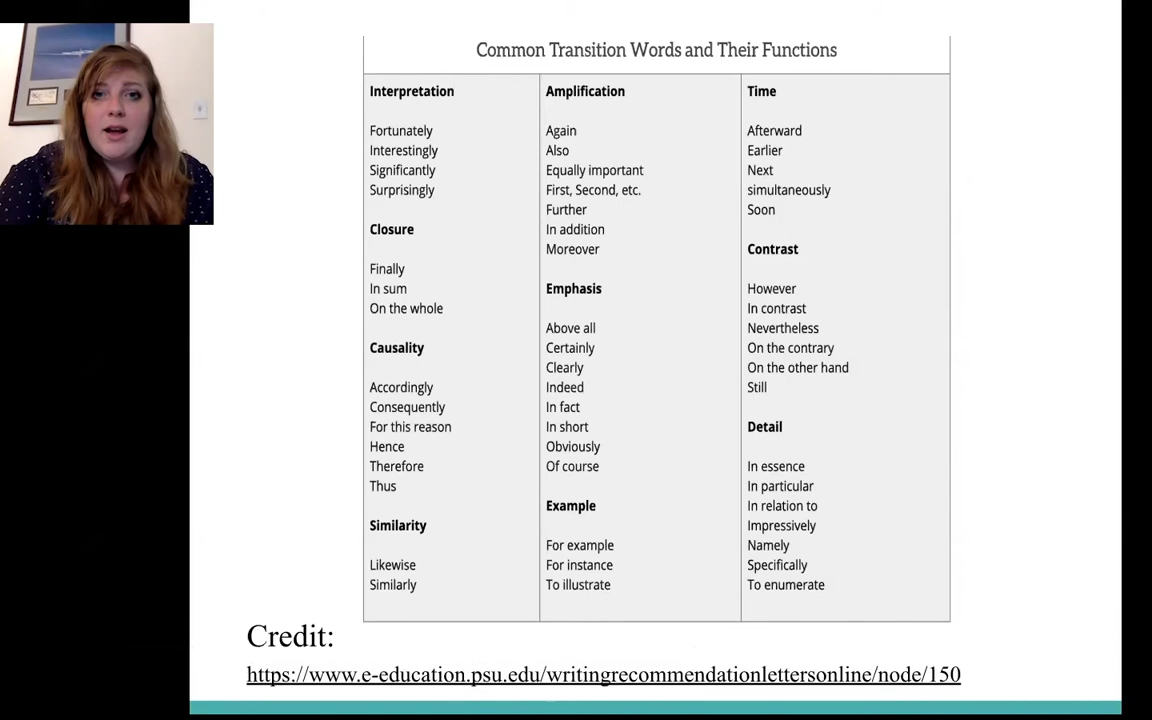 Common Transition Words and Their Functions
Interpretation
Fortunately
Interestingly
Significantly
Surprisingly
Closure
Finally
In sum
On the whole
Causality
Accordingly
Consequently
For this reason
Hence
Therefore
Thus
Similarity
Likewise
Similarly
Amplification
Again
Also
Equally important
First, Second, etc.
Further
In addition
Moreover
Emphasis
Above all
Certainly
Clearly
Indeed
In fact
In short
Obviously
Of course
Example
For example
For instance
To illustrate
Time
Afterward
Earlier
Next
simultaneously
Soon
Contrast
However
In contrast
Nevertheless
On the contrary
On the other hand
Still
Detail
In essence
In particular
In relation to
Impressively
Namely
Specifically
To enumerate
Credit:
https://www.e-education.psu.edu/writingrecommendationlettersonline/node/150